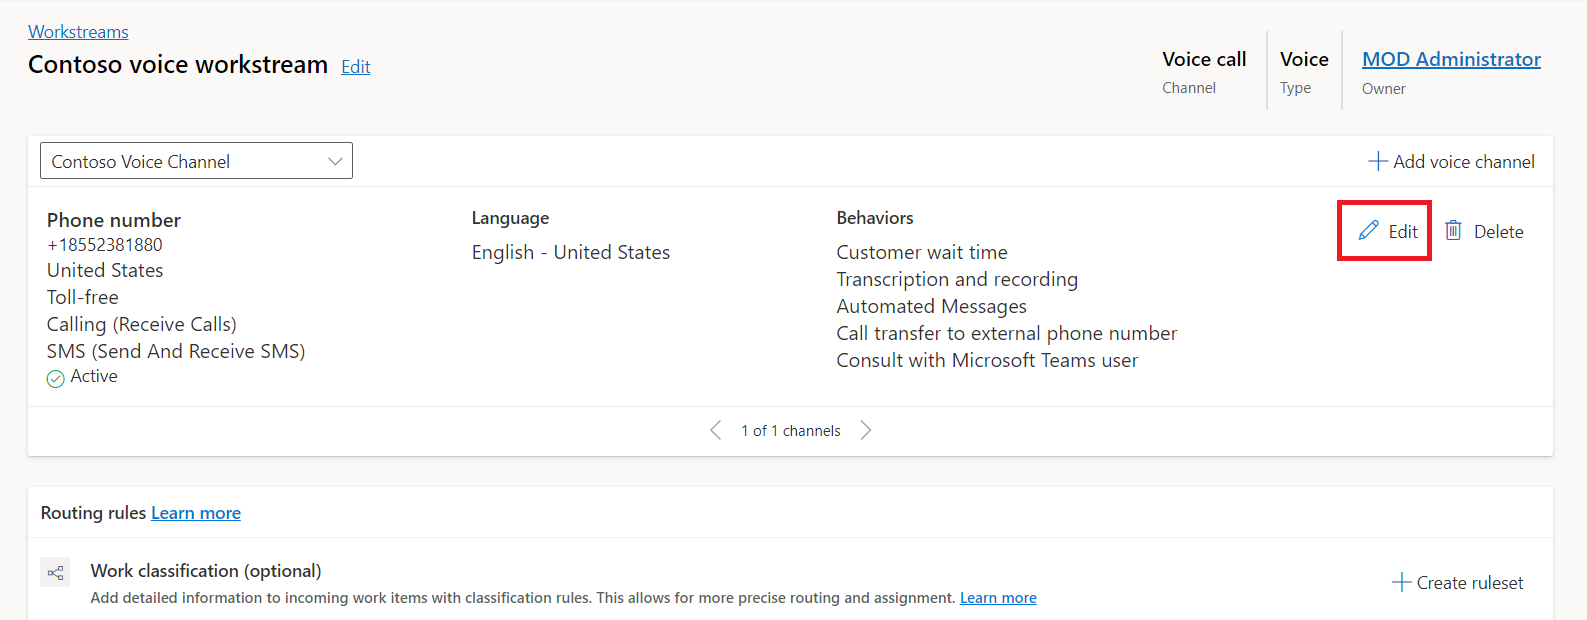 Workstreams
Contoso voice workstream Edit
Voice call
Channel
Voice
Type
MOD Administrator
Owner
Contoso Voice Channel
Add voice channel
Phone number
+18552381880
United States
Toll-free
Calling (Receive Calls)
SMS (Send And Receive SMS)
Active
Language
English - United States
Behaviors
Customer wait time
Transcription and recording
Automated Messages
Call transfer to external phone number
Consult with Microsoft Teams user
Edit
Delete
1 of 1 channels
Routing rules Learn more
Work classification (optional)
Add detailed information to incoming work items with classification rules. This allows for more precise routing and assignment. Learn more
Create ruleset